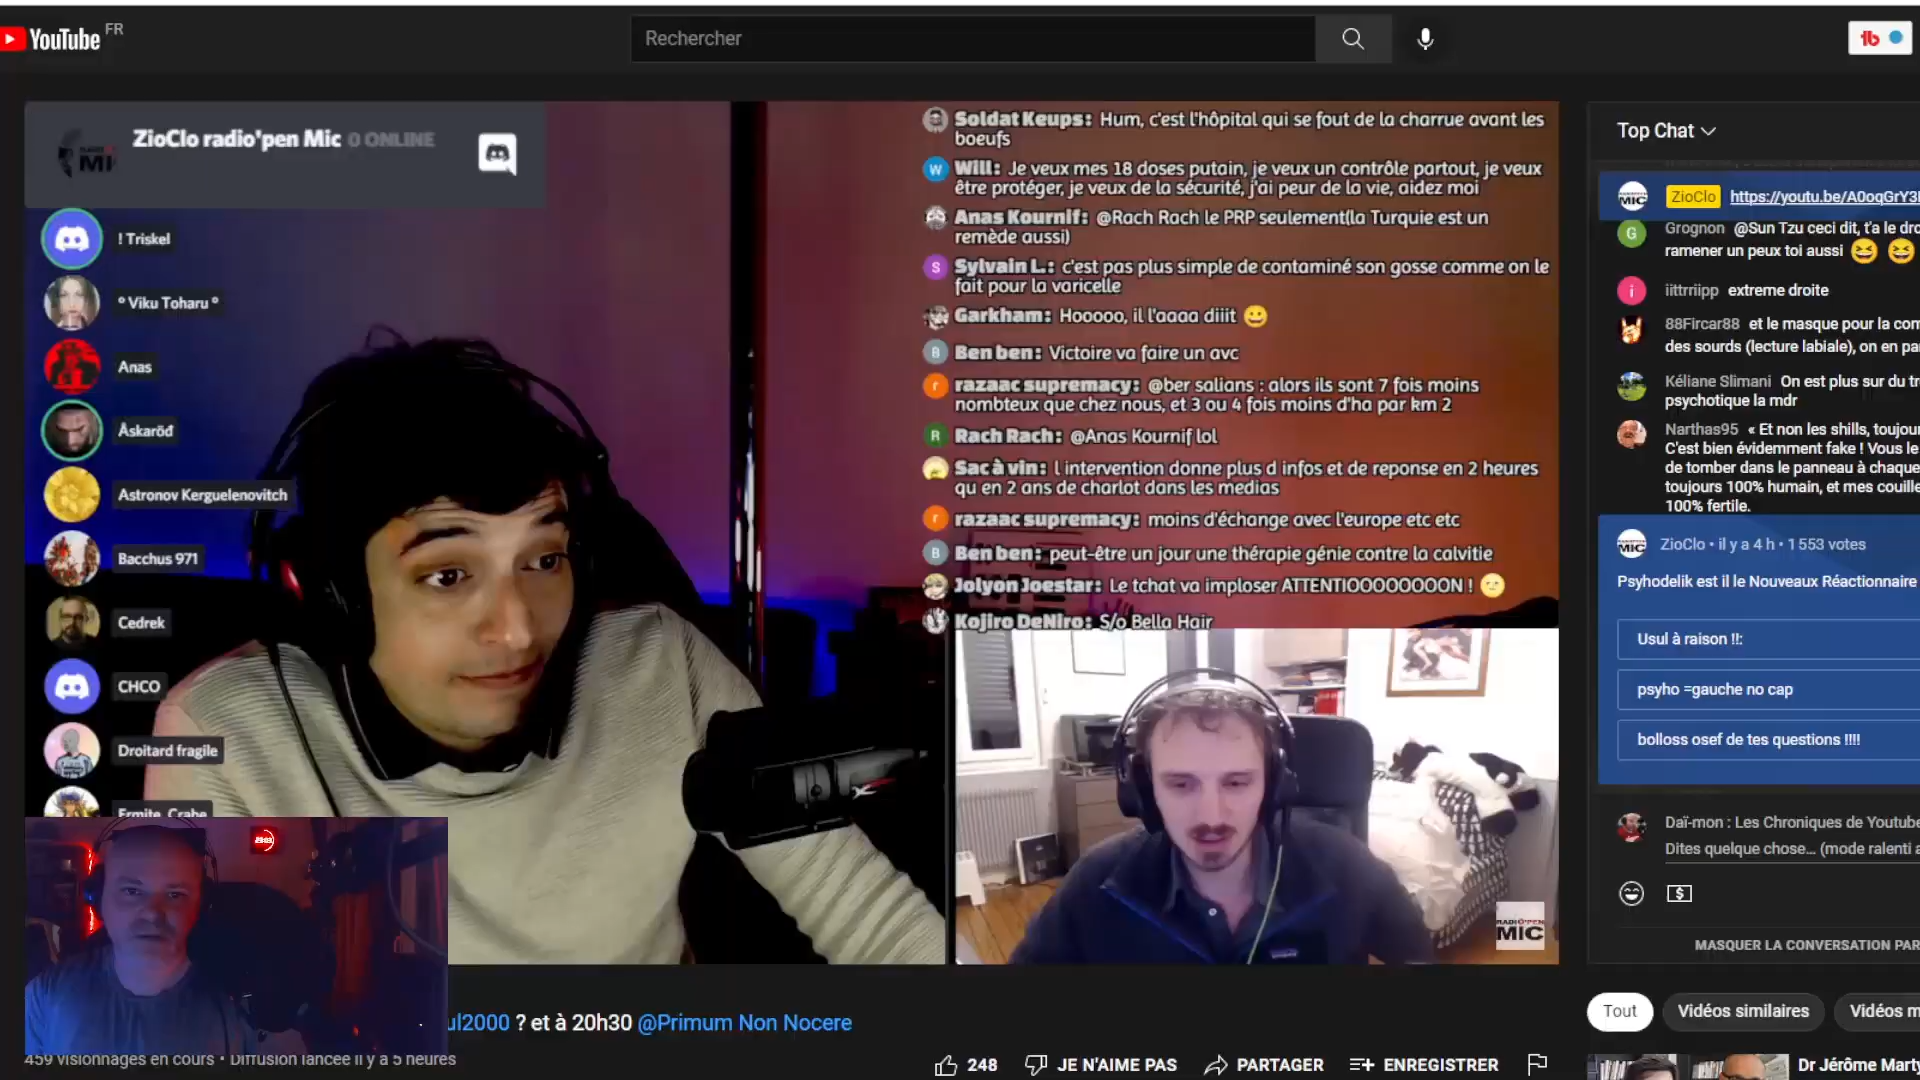 YouTube FR
Rechercher
ZioClo radio'pen Mic 0 ONLINE
! Triskel
° Viku Toharu °
Anas
Åskaröđ
Astronov Kerguelenovitch
Bacchus 971
Cedrek
CHCO
Droitard fragile
Ermite_Crabe
Soldat Keups: Hum, c'est l'hôpital qui se fout de la charrue avant les
boeufs
Will: Je veux mes 18 doses putain, je veux un contrôle partout, je veux
être protéger, je veux de la sécurité, j'ai peur de la vie, aidez moi
Anas Kournif: @Rach Rach le PRP seulement(la Turquie est un
remède aussi)
Sylvain L.: c'est pas plus simple de contaminé son gosse comme on le
fait pour la varicelle
Garkham: Hooooo, il l'aaaa diiit 😀
Ben ben: Victoire va faire un avc
razaac supremacy: @ber salians : alors ils sont 7 fois moins
nombteux que chez nous, et 3 ou 4 fois moins d'ha par km 2
Rach Rach: @Anas Kournif lol
Sac à vin: l intervention donne plus d infos et de reponse en 2 heures
qu en 2 ans de charlot dans les medias
razaac supremacy: moins d'échange avec l'europe etc etc
Ben ben: peut-être un jour une thérapie génie contre la calvitie
Jolyon Joestar: Le tchat va imploser ATTENTIOOOOOOOON ! 🌝
Kojiro DeNiro: S/o Bella Hair
RADIO'PEN
MIC
Top Chat
ZioClo https://youtu.be/A0oqGrY3
Grognon @Sun Tzu ceci dit, t'a le dro
ramener un peux toi aussi 😆 😆
iittrriipp extreme droite
88Fircar88 et le masque pour la com
des sourds (lecture labiale), on en pa
Kéliane Slimani On est plus sur du tr
psychotique la mdr
Narthas95 « Et non les shills, toujour
C'est bien évidemment fake ! Vous le
de tomber dans le panneau à chaque
toujours 100% humain, et mes couille
100% fertile.
ZioClo • il y a 4 h • 1 553 votes
Psyhodelik est il le Nouveaux Réactionnaire
Usul à raison !!:
psyho =gauche no cap
bolloss osef de tes questions !!!!
Daï-mon : Les Chroniques de Youtube
Dites quelque chose... (mode ralenti a
MASQUER LA CONVERSATION PAR
Tout
Vidéos similaires
Vidéos m
Dr Jérôme Marty
ul2000 ? et à 20h30 @Primum Non Nocere
459 visionnages en cours • Diffusion lancée il y a 5 heures
248
JE N'AIME PAS
PARTAGER
ENREGISTRER